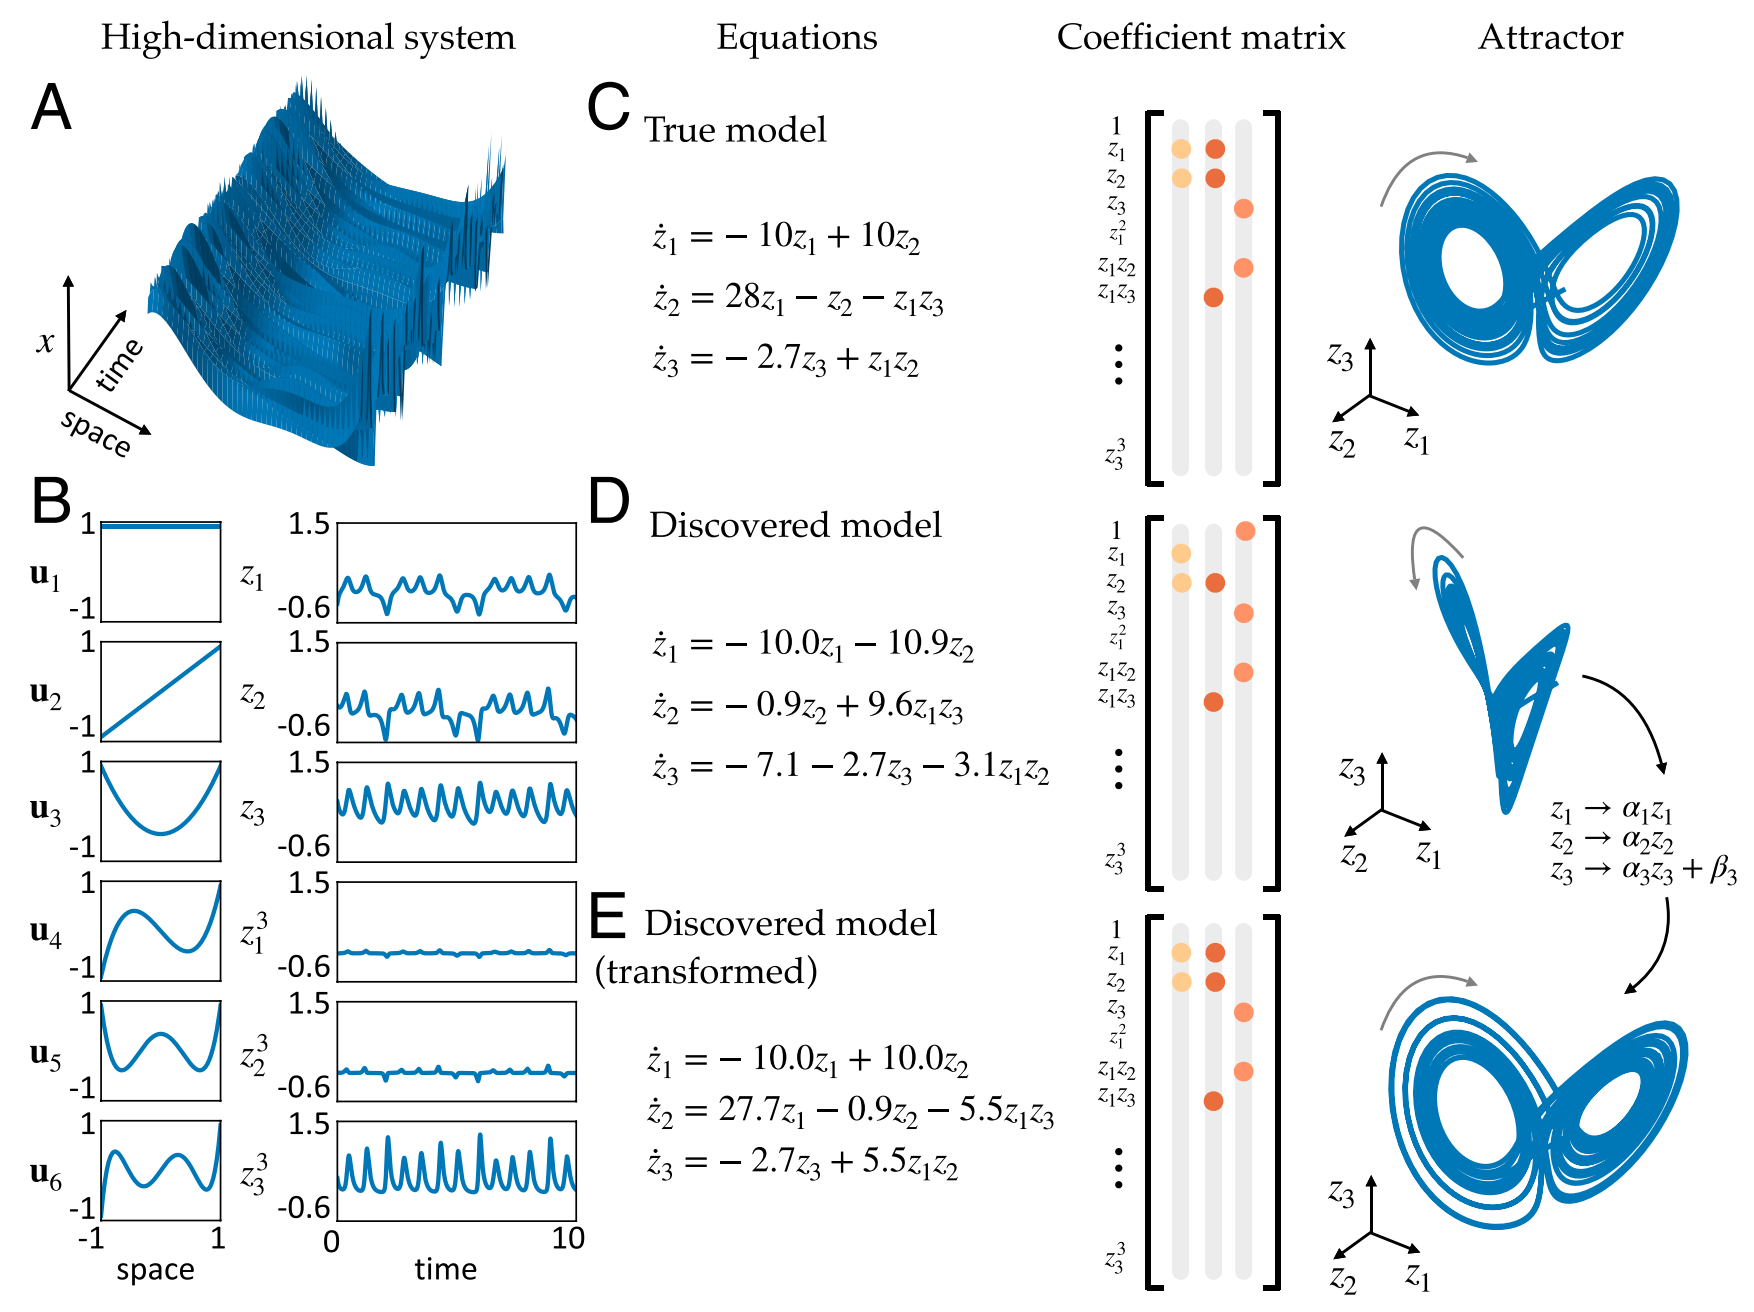 High-dimensional system
Equations
Coefficient matrix
Attractor
A
x
time
space
B
u₁
1
-1
z₁
1.5
-0.6
u₂
1
-1
z₂
1.5
-0.6
u₃
1
-1
z₃
1.5
-0.6
u₄
1
-1
z₁³
1.5
-0.6
u₅
1
-1
z₂³
1.5
-0.6
u₆
1
-1
z₃³
1.5
-0.6
-1
1
space
0
10
time
C
True model
ż₁ = − 10z₁ + 10z₂
ż₂ = 28z₁ − z₂ − z₁z₃
ż₃ = − 2.7z₃ + z₁z₂
1
z₁
z₂
z₃
z₁²
z₁z₂
z₁z₃
⋮
z₃³
z₃
z₂
z₁
D
Discovered model
ż₁ = − 10.0z₁ − 10.9z₂
ż₂ = − 0.9z₂ + 9.6z₁z₃
ż₃ = − 7.1 − 2.7z₃ − 3.1z₁z₂
1
z₁
z₂
z₃
z₁²
z₁z₂
z₁z₃
⋮
z₃³
z₃
z₂
z₁
z₁ → α₁z₁
z₂ → α₂z₂
z₃ → α₃z₃ + β₃
E
Discovered model
(transformed)
ż₁ = − 10.0z₁ + 10.0z₂
ż₂ = 27.7z₁ − 0.9z₂ − 5.5z₁z₃
ż₃ = − 2.7z₃ + 5.5z₁z₂
1
z₁
z₂
z₃
z₁²
z₁z₂
z₁z₃
⋮
z₃³
z₃
z₂
z₁